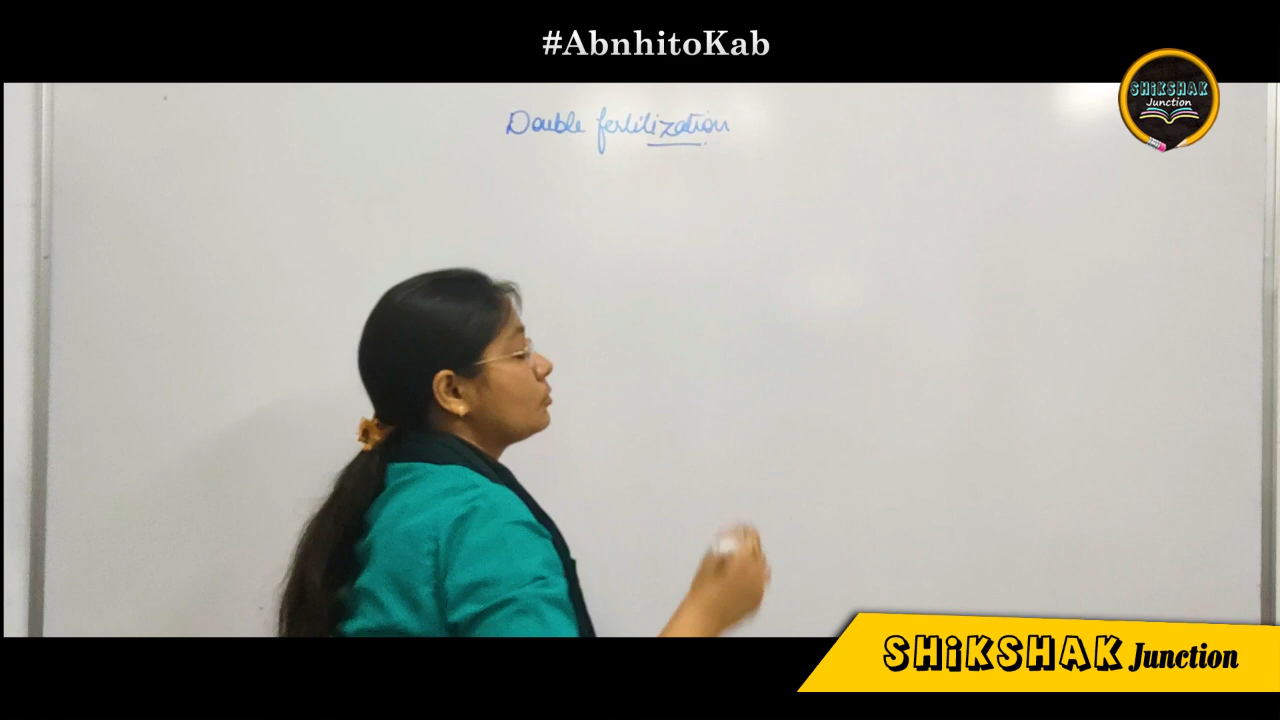 #AbnhitoKab
SHiKSHAK
Junction
Double fertilization
SHiKSHAK Junction